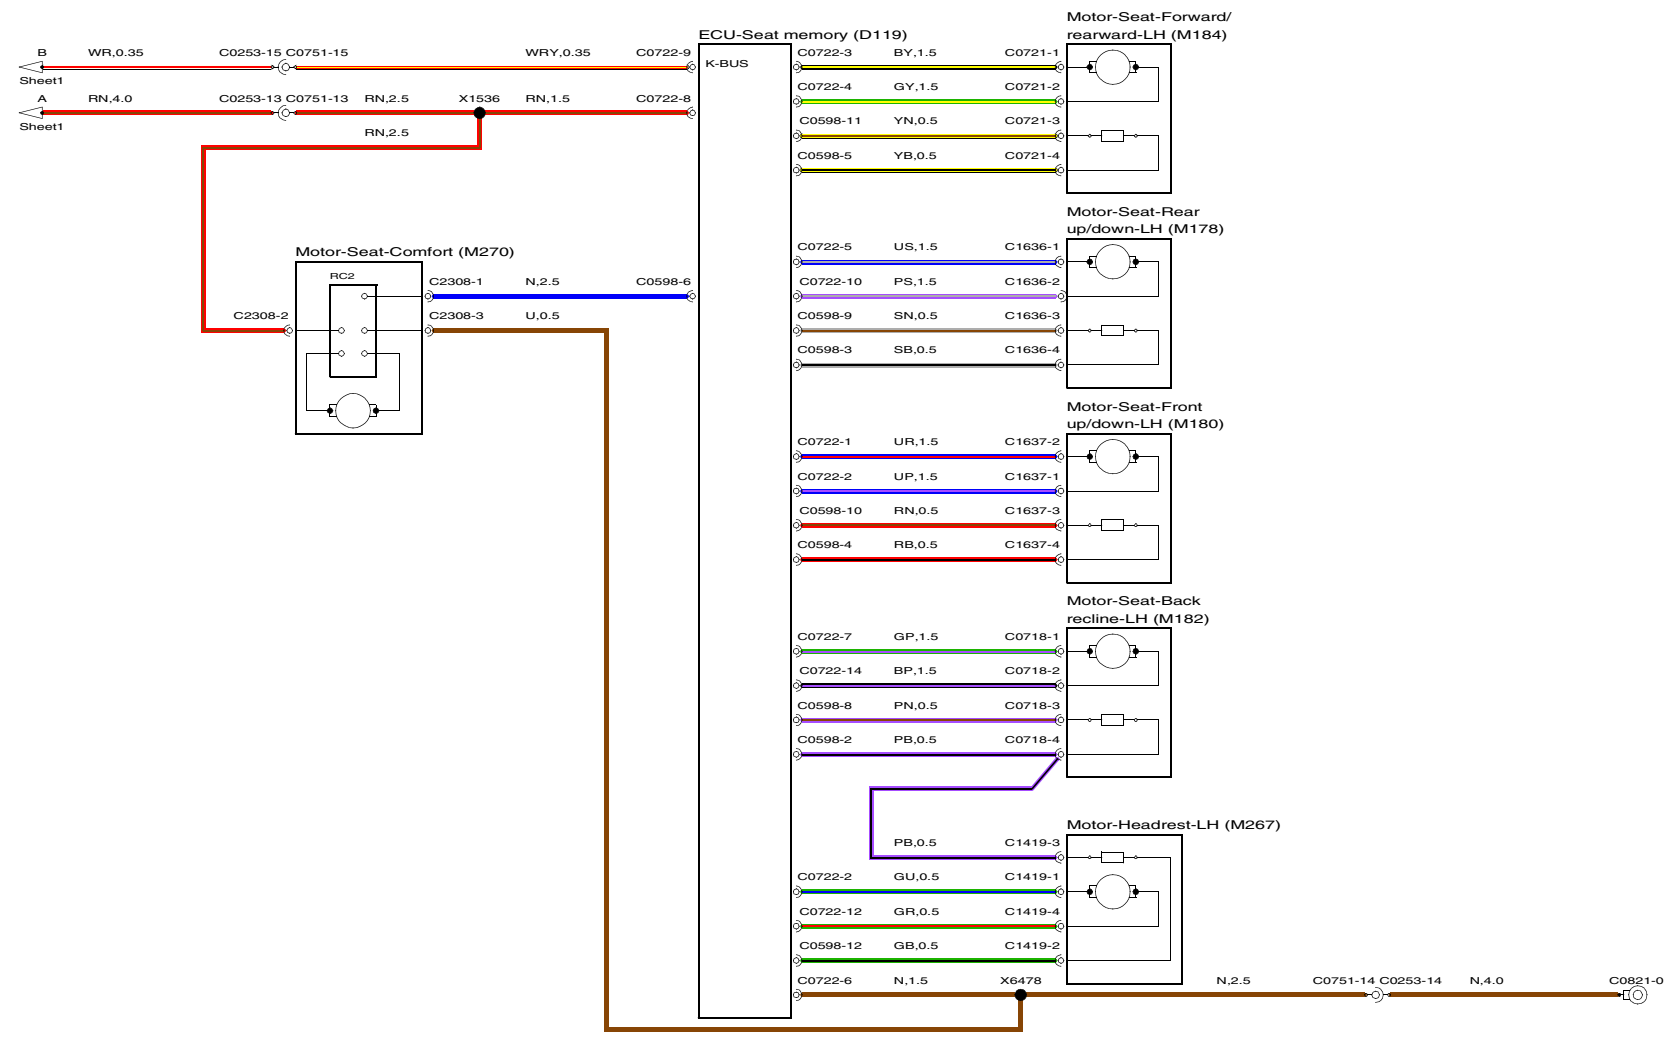 B WR,0.35 C0253-15 C0751-15 WRY,0.35 C0722-9
Sheet1
A RN,4.0 C0253-13 C0751-13 RN,2.5 X1536 RN,1.5 C0722-8
Sheet1
RN,2.5
Motor-Seat-Comfort (M270)
RC2
C2308-1 N,2.5 C0598-6
C2308-2
C2308-3 U,0.5
ECU-Seat memory (D119)
K-BUS
Motor-Seat-Forward/
rearward-LH (M184)
C0722-3 BY,1.5 C0721-1
C0722-4 GY,1.5 C0721-2
C0598-11 YN,0.5 C0721-3
C0598-5 YB,0.5 C0721-4
Motor-Seat-Rear
up/down-LH (M178)
C0722-5 US,1.5 C1636-1
C0722-10 PS,1.5 C1636-2
C0598-9 SN,0.5 C1636-3
C0598-3 SB,0.5 C1636-4
Motor-Seat-Front
up/down-LH (M180)
C0722-1 UR,1.5 C1637-2
C0722-2 UP,1.5 C1637-1
C0598-10 RN,0.5 C1637-3
C0598-4 RB,0.5 C1637-4
Motor-Seat-Back
recline-LH (M182)
C0722-7 GP,1.5 C0718-1
C0722-14 BP,1.5 C0718-2
C0598-8 PN,0.5 C0718-3
C0598-2 PB,0.5 C0718-4
Motor-Headrest-LH (M267)
PB,0.5 C1419-3
C0722-2 GU,0.5 C1419-1
C0722-12 GR,0.5 C1419-4
C0598-12 GB,0.5 C1419-2
C0722-6 N,1.5 X6478 N,2.5 C0751-14 C0253-14 N,4.0 C0821-0